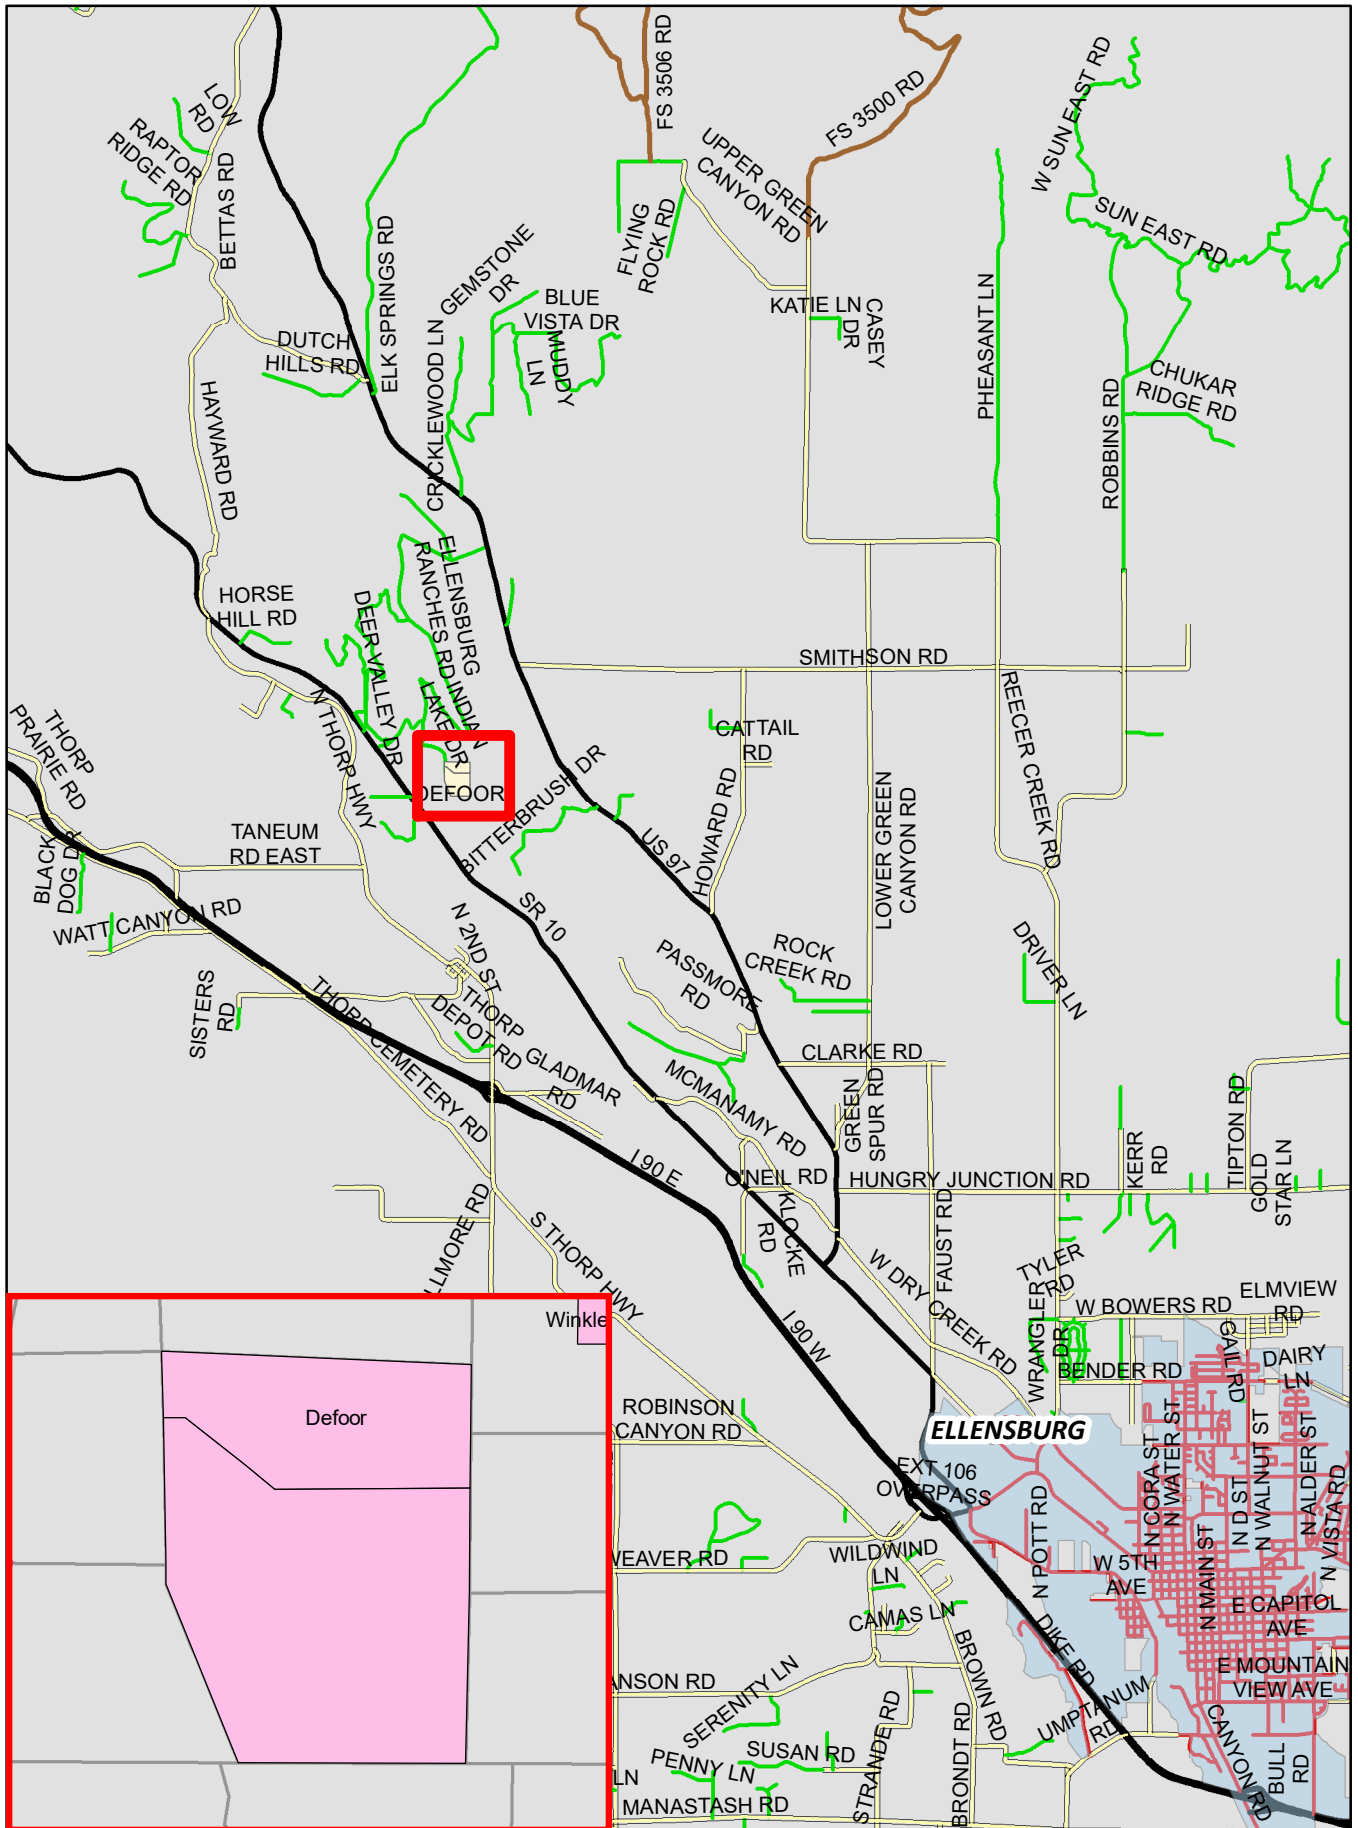 FS 3506 RD
FS 3500 RD
W SUN EAST RD
LOW
RD
RAPTOR
RIDGE RD
BETTAS RD
UPPER GREEN
CANYON RD
SUN EAST RD
ELK SPRINGS RD
GEMSTONE
DR
FLYING
ROCK RD
BLUE
VISTA DR
KATIE LN
CASEY
DR
PHEASANT LN
DUTCH
HILLS RD
MUDDY
LN
CHUKAR
RIDGE RD
HAYWARD RD
CRICKLEWOOD LN
ROBBINS RD
ELLENSBURG
RANCHES RD
HORSE
HILL RD
DEER VALLEY DR
INDIAN
LAKE DR
SMITHSON RD
N THORP HWY
THORP
PRAIRIE RD
CATTAIL
RD
REECER CREEK RD
DEFOOR
BITTERBRUSH DR
HOWARD RD
US 97
LOWER GREEN
CANYON RD
TANEUM
RD EAST
BLACK
DOG DR
WATT CANYON RD
SR 10
N 2ND ST
PASSMORE
RD
ROCK
CREEK RD
DRIVER LN
SISTERS
RD
THORP CEMETERY RD
THORP
DEPOT RD
GLADMAR
RD
CLARKE RD
MCMANAMY RD
GREEN
SPUR RD
TIPTON RD
KERR
RD
I 90 E
O'NEIL RD
HUNGRY JUNCTION RD
GOLD
STAR LN
LLMORE RD
S THORP HWY
KLOCKE
RD
FAUST RD
W DRY CREEK RD
TYLER
RD
ELMVIEW
RD
W BOWERS RD
Winkle
I 90 W
WRANGLER
DR
GAIL RD
DAIRY
LN
BENDER RD
Defoor
ROBINSON
CANYON RD
ELLENSBURG
N CORA ST
N WATER ST
N D ST
N WALNUT ST
N ALDER ST
N VISTA RD
EXT 106
OVERPASS
N POTT RD
WEAVER RD
WILDWIND
LN
W 5TH
AVE
N MAIN ST
E CAPITOL
AVE
CAMAS LN
DIKE RD
BROWN RD
E MOUNTAIN
VIEW AVE
ANSON RD
SERENITY LN
UMPTANUM
RD
CANYON RD
BULL
RD
STRANDE RD
BRONDT RD
SUSAN RD
PENNY LN
LN
MANASTASH RD